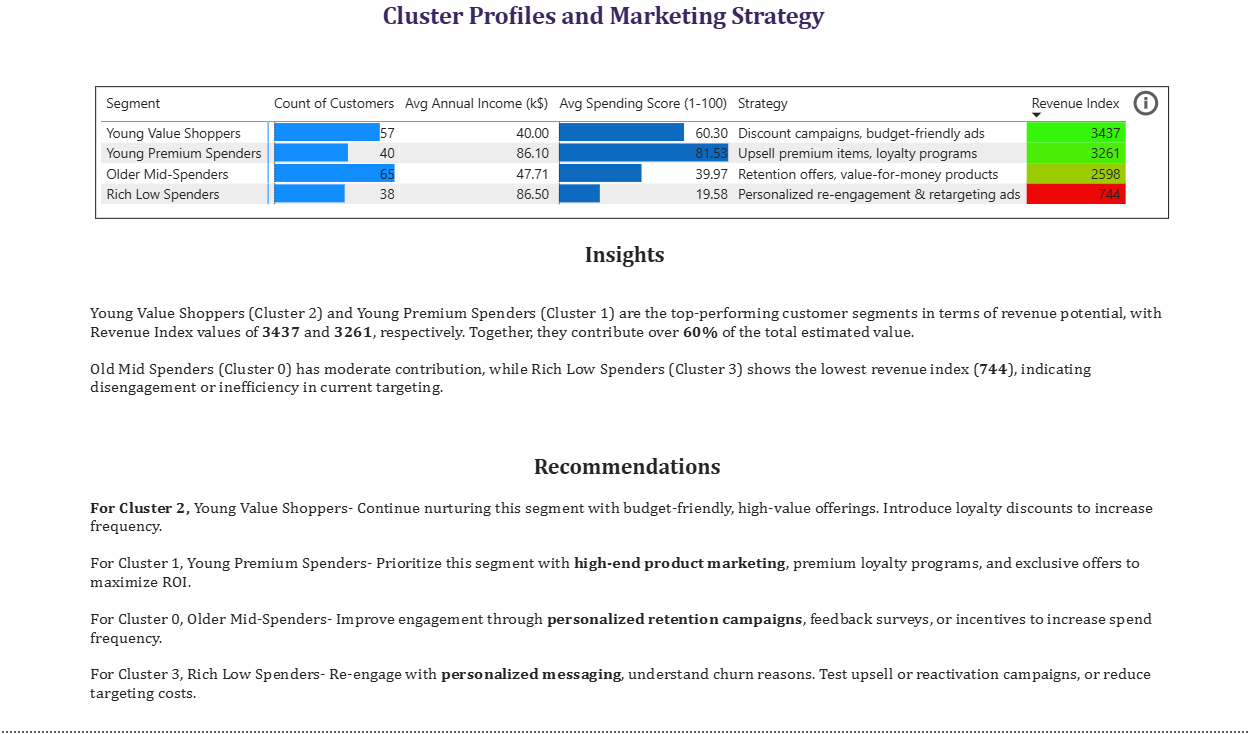 Cluster Profiles and Marketing Strategy
Segment Count of Customers Avg Annual Income (k$) Avg Spending Score (1-100) Strategy Revenue Index
Young Value Shoppers 57 40.00 60.30 Discount campaigns, budget-friendly ads 3437
Young Premium Spenders 40 86.10 81.53 Upsell premium items, loyalty programs 3261
Older Mid-Spenders 65 47.71 39.97 Retention offers, value-for-money products 2598
Rich Low Spenders 38 86.50 19.58 Personalized re-engagement & retargeting ads 744
Insights
Young Value Shoppers (Cluster 2) and Young Premium Spenders (Cluster 1) are the top-performing customer segments in terms of revenue potential, with
Revenue Index values of 3437 and 3261, respectively. Together, they contribute over 60% of the total estimated value.
Old Mid Spenders (Cluster 0) has moderate contribution, while Rich Low Spenders (Cluster 3) shows the lowest revenue index (744), indicating
disengagement or inefficiency in current targeting.
Recommendations
For Cluster 2, Young Value Shoppers- Continue nurturing this segment with budget-friendly, high-value offerings. Introduce loyalty discounts to increase
frequency.
For Cluster 1, Young Premium Spenders- Prioritize this segment with high-end product marketing, premium loyalty programs, and exclusive offers to
maximize ROI.
For Cluster 0, Older Mid-Spenders- Improve engagement through personalized retention campaigns, feedback surveys, or incentives to increase spend
frequency.
For Cluster 3, Rich Low Spenders- Re-engage with personalized messaging, understand churn reasons. Test upsell or reactivation campaigns, or reduce
targeting costs.